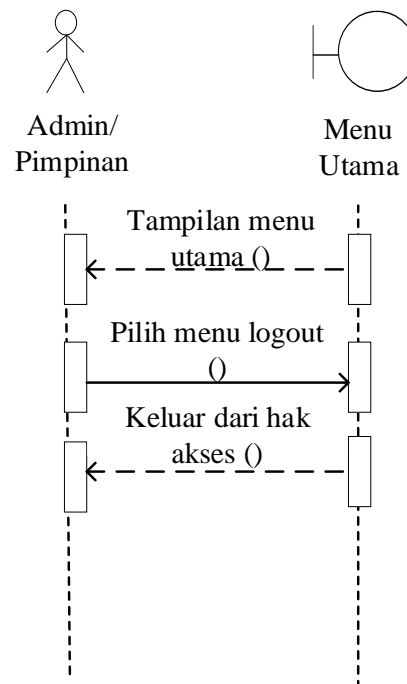 Admin/
Pimpinan
Menu
Utama
Tampilan menu
utama ()
Pilih menu logout
()
Keluar dari hak
akses ()